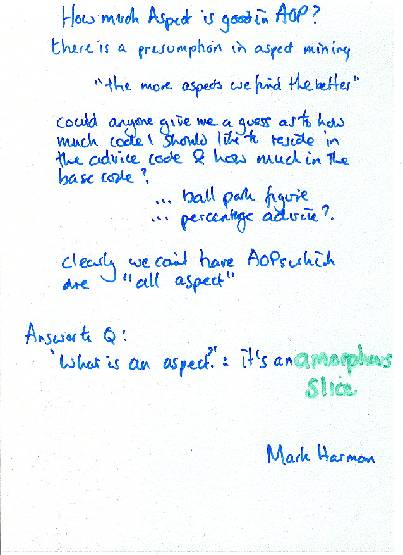 How much Aspect is good in AOP?
there is a presumption in aspect mining
"the more aspects we find the better"
could anyone give me a guess as to how
much code I should like to reside in
the advice code & how much in the
base code?
... ball park figure
... percentage advice?.
clearly we can't have AOPs which
are "all aspect"
Answer to Q:
'What is an aspect?': it's an amorphous
slice
Mark Harman